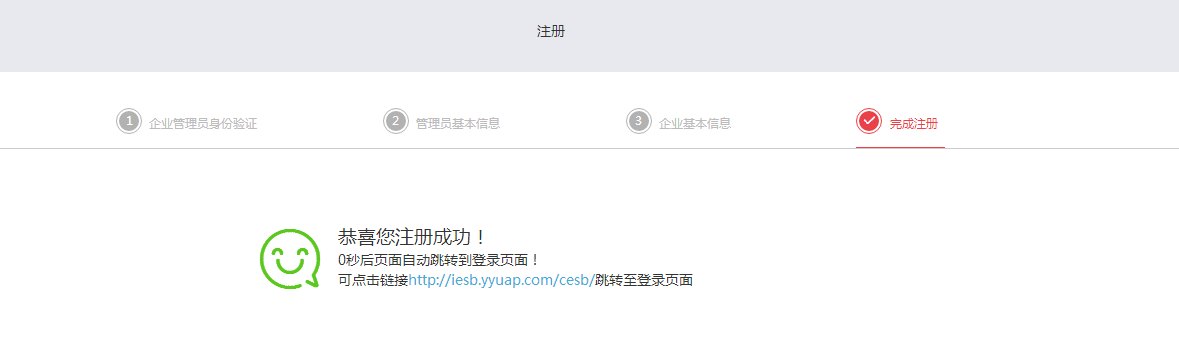 注册
1 企业管理员身份验证 2 管理员基本信息 3 企业基本信息 完成注册
恭喜您注册成功！
0秒后页面自动跳转到登录页面！
可点击链接http://iesb.yyuap.com/cesb/跳转至登录页面